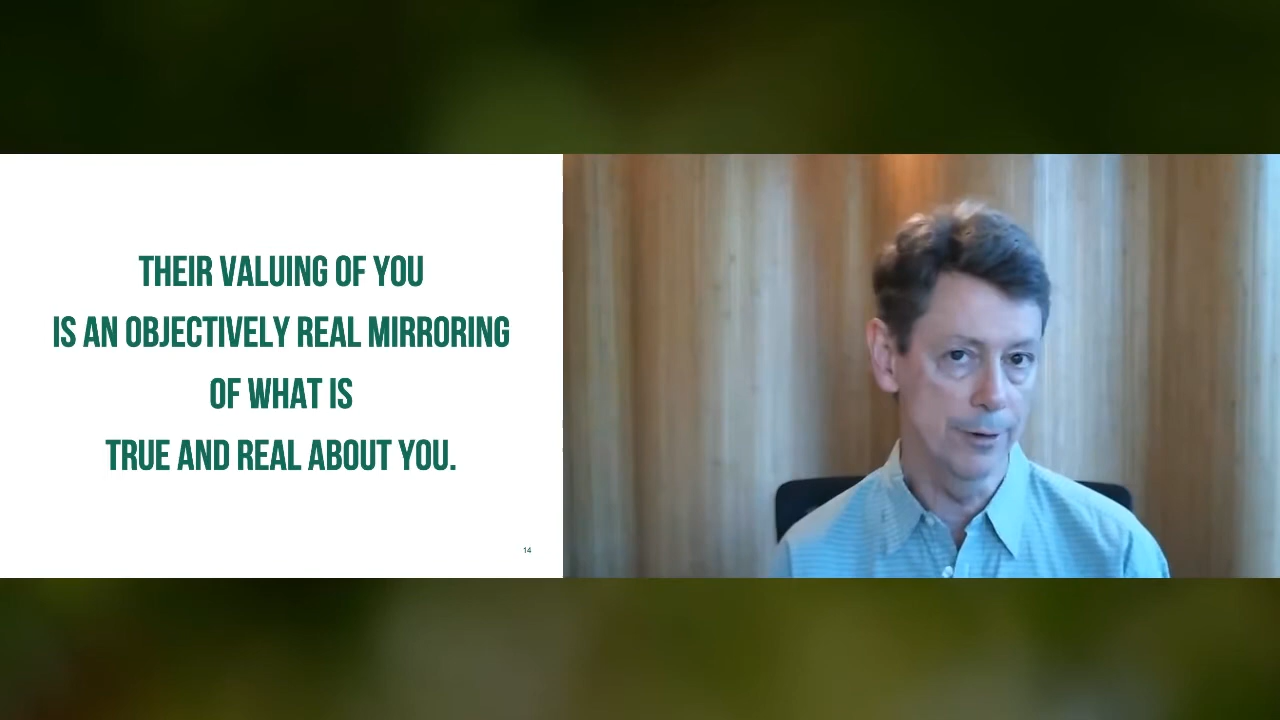 THEIR VALUING OF YOU
IS AN OBJECTIVELY REAL MIRRORING
OF WHAT IS
TRUE AND REAL ABOUT YOU.
14